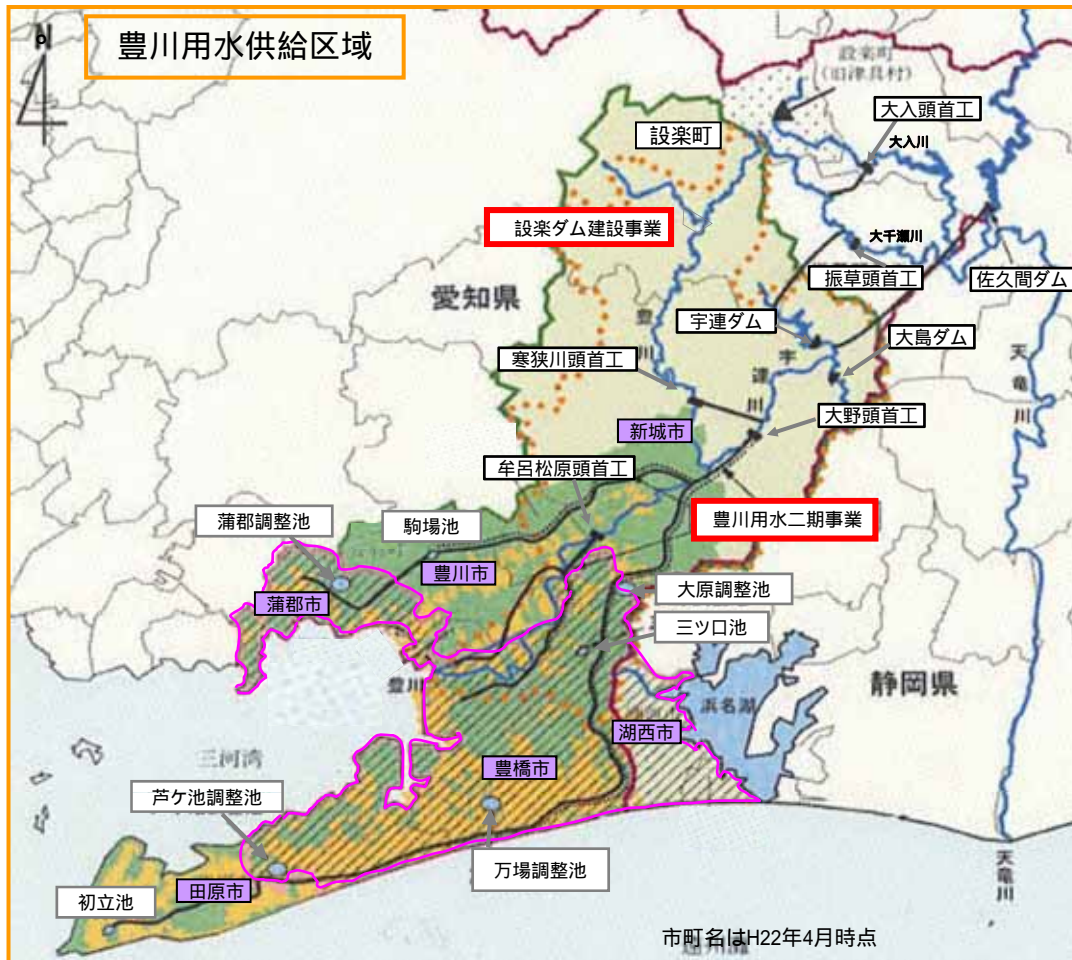 豊川用水供給区域
N
設楽町
(旧津具村)
大入頭首工
大入川
設楽町
設楽ダム建設事業
大千瀬川
振草頭首工
佐久間ダム
愛知県
宇連ダム
大島ダム
豊
川
宇
連
川
天
竜
川
寒狭川頭首工
大野頭首工
新城市
牟呂松原頭首工
豊川用水二期事業
蒲郡調整池
駒場池
豊川市
大原調整池
蒲郡市
三ツ口池
豊川
静岡県
浜名湖
湖西市
三河湾
豊橋市
芦ケ池調整池
万場調整池
田原市
初立池
天
竜
川
市町名はH22年4月時点
遠州灘